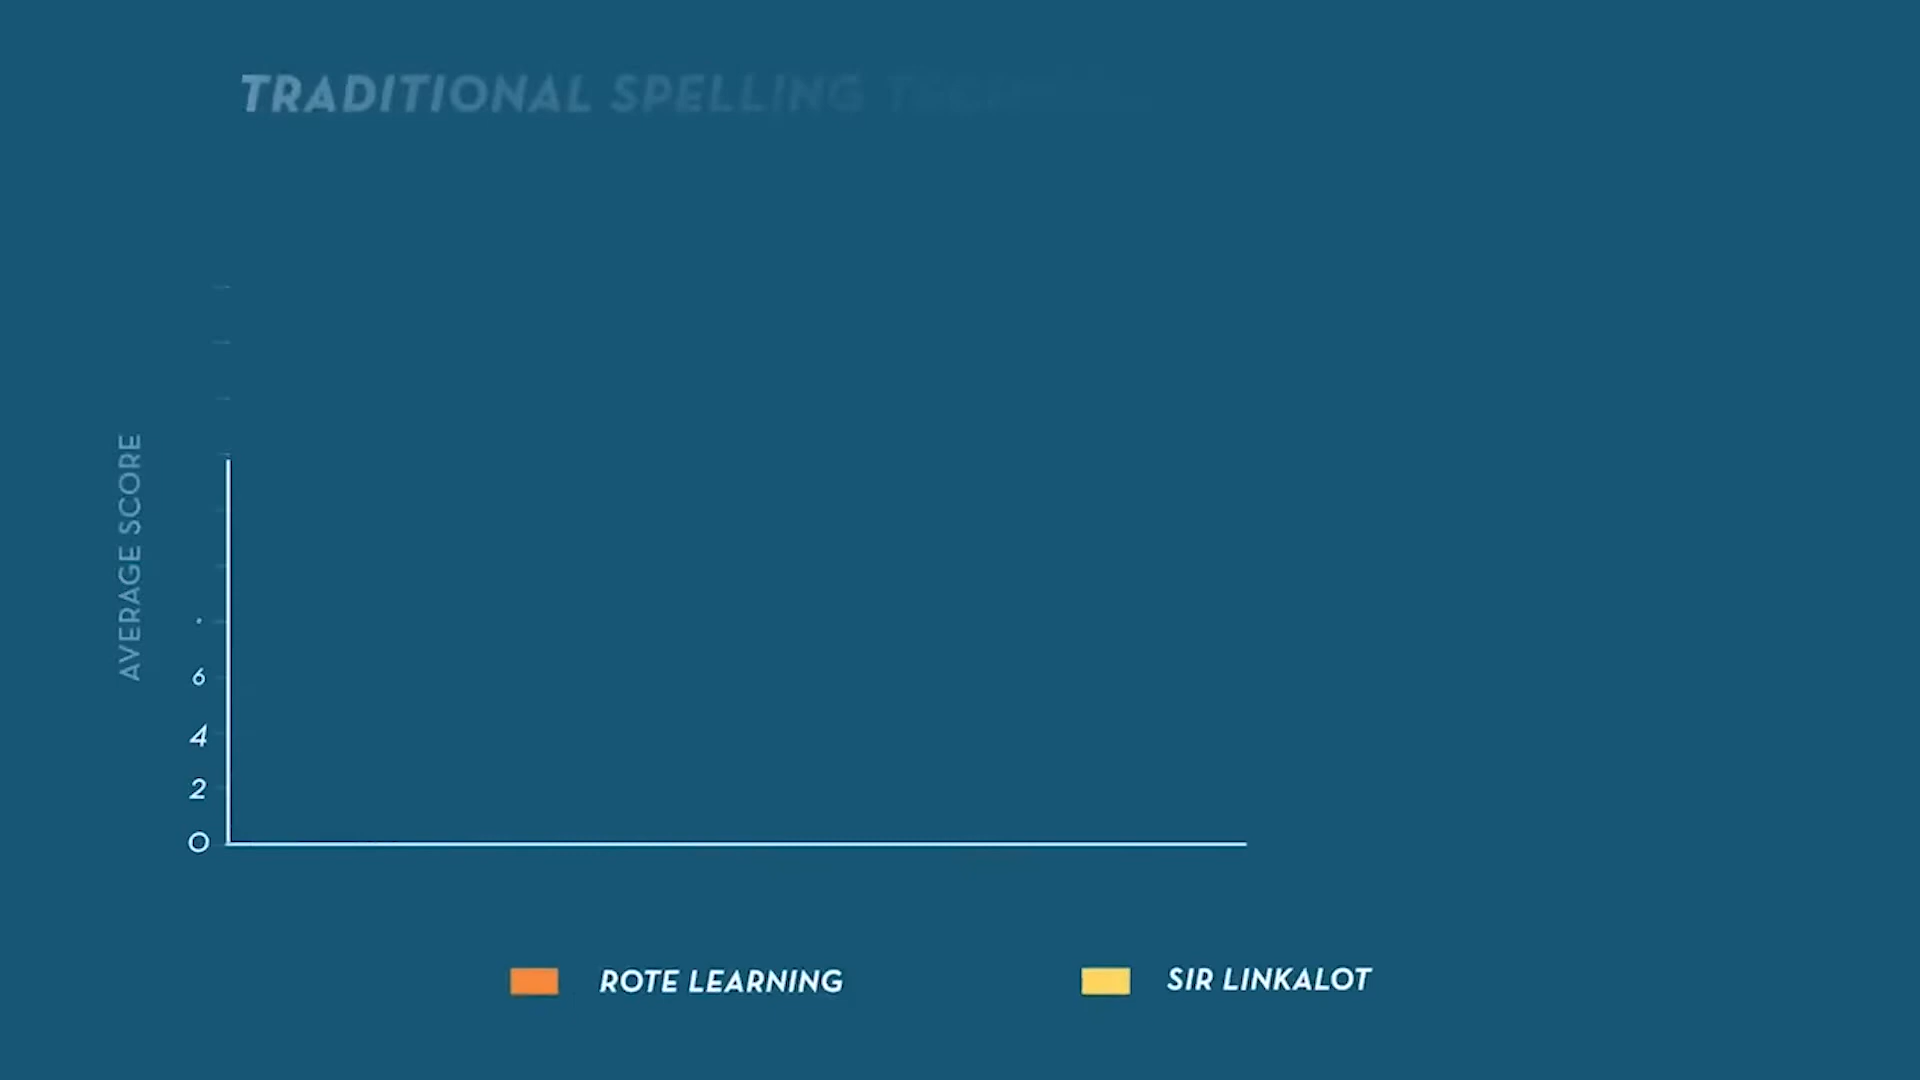 TRADITIONAL SPELLING
AVERAGE SCORE
6
4
2
0
ROTE LEARNING
SIR LINKALOT